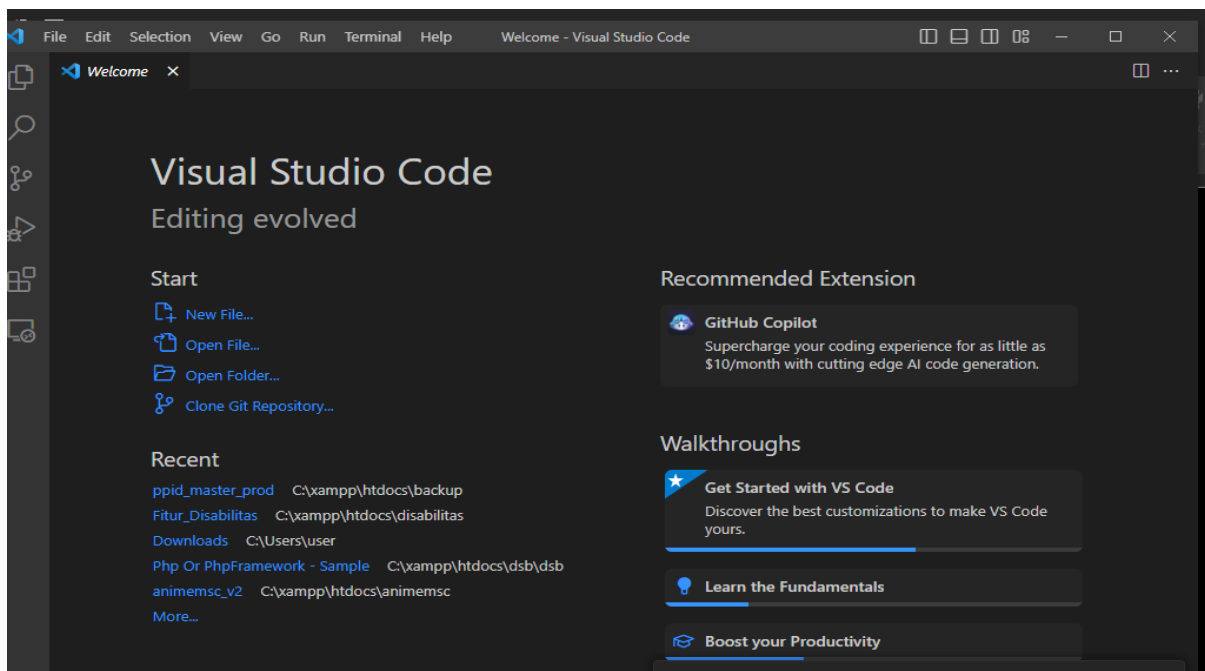 File Edit Selection View Go Run Terminal Help Welcome - Visual Studio Code
Welcome
Visual Studio Code
Editing evolved
Start
New File...
Open File...
Open Folder...
Clone Git Repository...
Recent
ppid_master_prod C:\xampp\htdocs\backup
Fitur_Disabilitas C:\xampp\htdocs\disabilitas
Downloads C:\Users\user
Php Or PhpFramework - Sample C:\xampp\htdocs\dsb\dsb
animemsc_v2 C:\xampp\htdocs\animemsc
More...
Recommended Extension
GitHub Copilot
Supercharge your coding experience for as little as
$10/month with cutting edge AI code generation.
Walkthroughs
Get Started with VS Code
Discover the best customizations to make VS Code
yours.
Learn the Fundamentals
Boost your Productivity